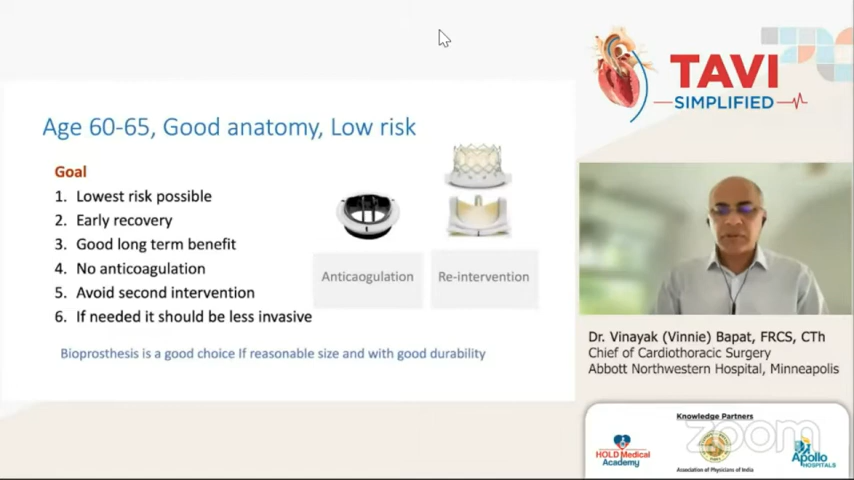 Age 60-65, Good anatomy, Low risk
Goal
1. Lowest risk possible
2. Early recovery
3. Good long term benefit
4. No anticoagulation
5. Avoid second intervention
6. If needed it should be less invasive
Anticaogulation
Re-intervention
Bioprosthesis is a good choice If reasonable size and with good durability
TAVI
SIMPLIFIED
Dr. Vinayak (Vinnie) Bapat, FRCS, CTh
Chief of Cardiothoracic Surgery
Abbott Northwestern Hospital, Minneapolis
Knowledge Partners
zoom
HOLD Medical
Academy
Association of Physicians of India
Apollo
HOSPITALS